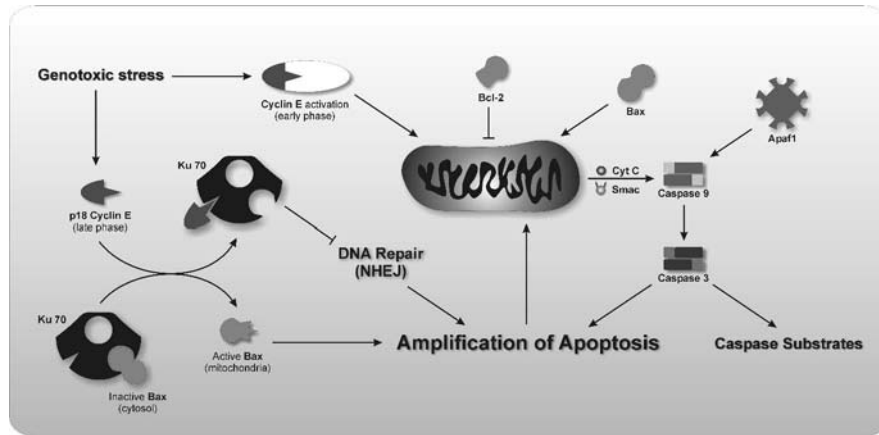 Genotoxic stress
Cyclin E activation
(early phase)
Bcl-2
Bax
Apaf1
Ku 70
p18 Cyclin E
(late phase)
Cyt C
Smac
Caspase 9
DNA Repair
(NHEJ)
Caspase 3
Ku 70
Active Bax
(mitochondria)
Amplification of Apoptosis
Caspase Substrates
Inactive Bax
(cytosol)